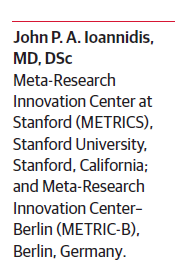 John P. A. Ioannidis,
MD, DSc
Meta-Research
Innovation Center at
Stanford (METRICS),
Stanford University,
Stanford, California;
and Meta-Research
Innovation Center–
Berlin (METRIC-B),
Berlin, Germany.